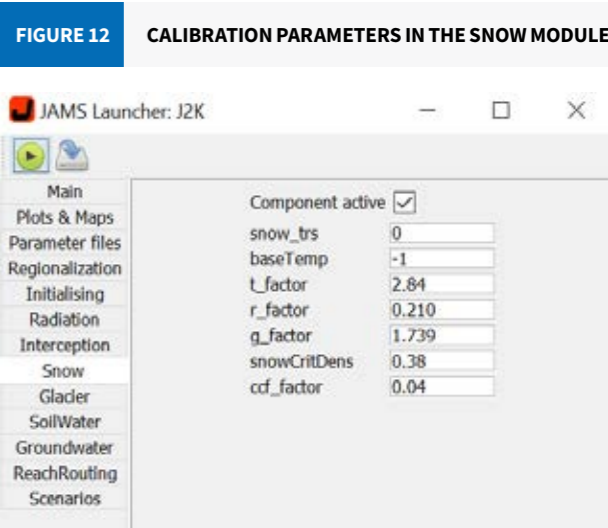 FIGURE 12 CALIBRATION PARAMETERS IN THE SNOW MODULE
JAMS Launcher: J2K
Main
Plots & Maps
Parameter files
Regionalization
Initialising
Radiation
Interception
Snow
Glacier
SoilWater
Groundwater
ReachRouting
Scenarios
Component active
snow_trs 0
baseTemp -1
t_factor 2.84
r_factor 0.210
g_factor 1.739
snowCritDens 0.38
ccf_factor 0.04